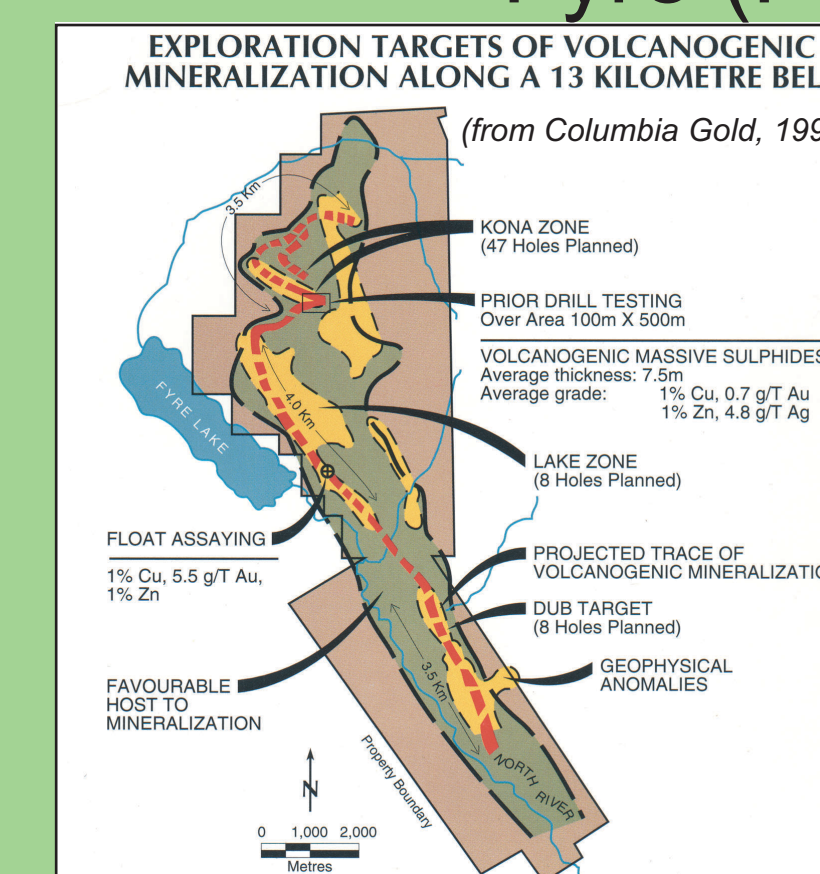 EXPLORATION TARGETS OF VOLCANOGENIC
MINERALIZATION ALONG A 13 KILOMETRE
(from Columbia Gold,
3.5 Km
KONA ZONE
(47 Holes Planned)
PRIOR DRILL TESTING
Over Area 100m X 500m
VOLCANOGENIC MASSIVE SULPHIDES
Average thickness: 7.5m
Average grade: 1% Cu, 0.7 g/T Au
1% Zn, 4.8 g/T Ag
FYRE LAKE
4.0 Km
LAKE ZONE
(8 Holes Planned)
FLOAT ASSAYING
1% Cu, 5.5 g/T Au,
1% Zn
PROJECTED TRACE OF
VOLCANOGENIC
DUB TARGET
(8 Holes Planned)
GEOPHYSICAL
ANOMALIES
3.5 Km
FAVOURABLE
HOST TO
MINERALIZATION
Property Boundary
NORTH RIVER
N
0 1,000 2,000
Metres